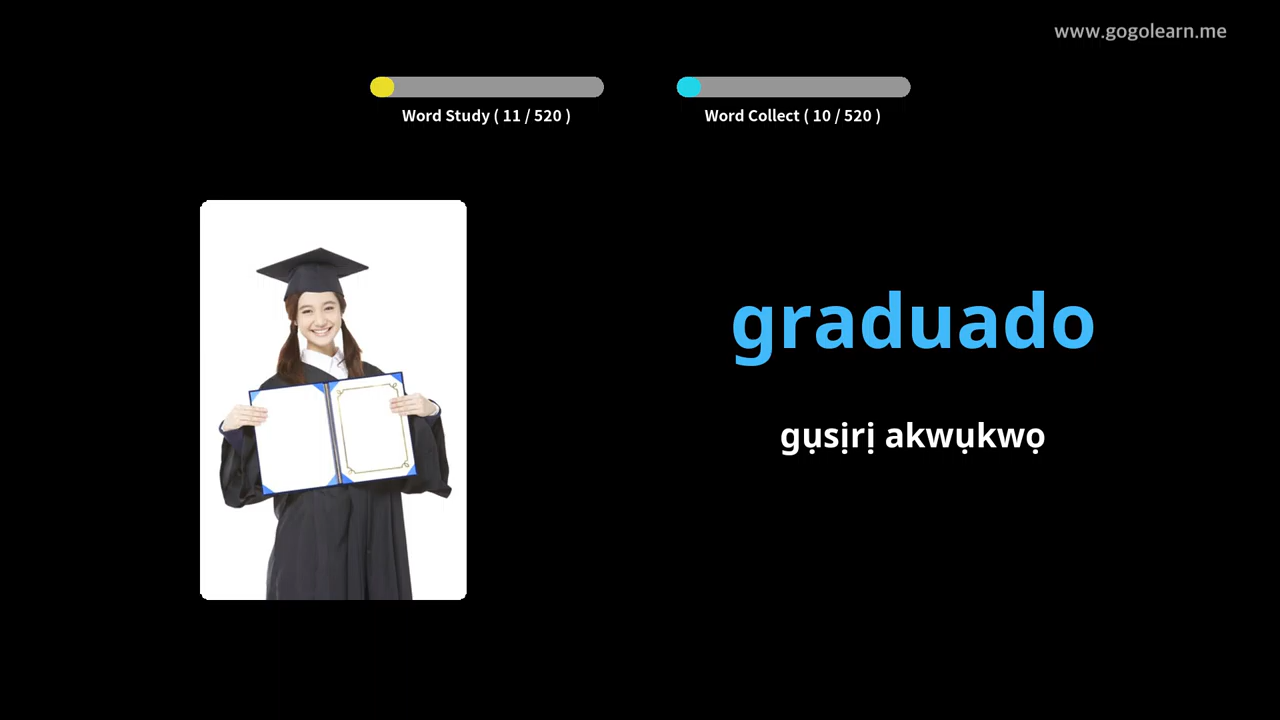 www.gogolearn.me
Word Study ( 11 / 520 )
Word Collect ( 10 / 520 )
graduado
gụsịrị akwụkwọ